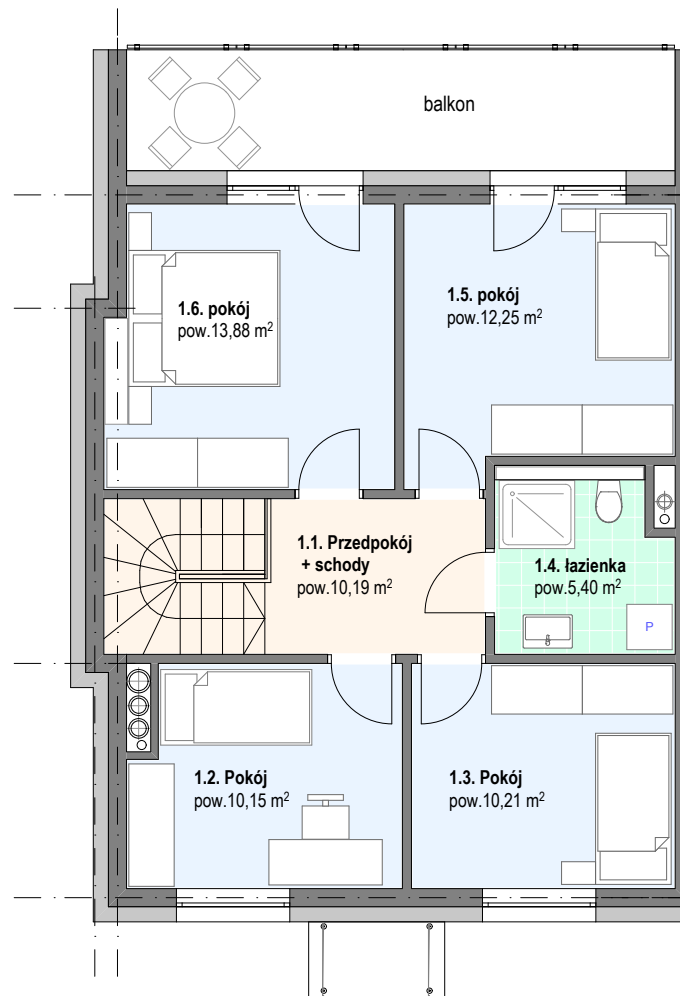 balkon
1.6. pokój
pow.13,88 m²
1.5. pokój
pow.12,25 m²
1.1. Przedpokój
+ schody
pow.10,19 m²
1.4. łazienka
pow.5,40 m²
P
1.2. Pokój
pow.10,15 m²
1.3. Pokój
pow.10,21 m²